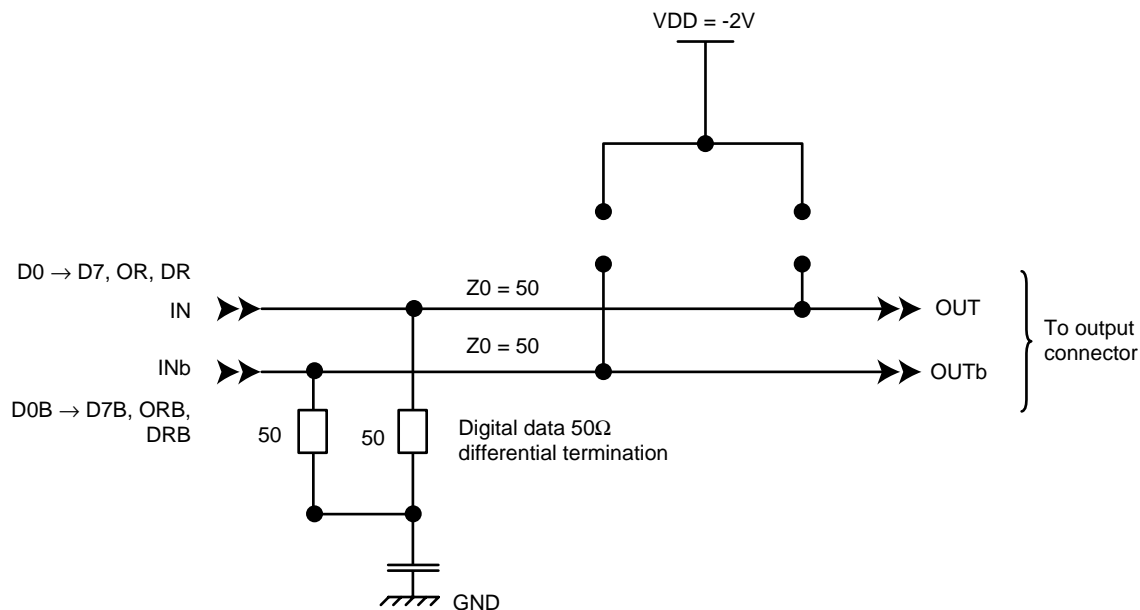 VDD = -2V
D0 → D7, OR, DR
IN
Z0 = 50
OUT
Z0 = 50
INb
OUTb
To output
connector
D0B → D7B, ORB,
DRB
50
50
Digital data 50Ω
differential termination
GND